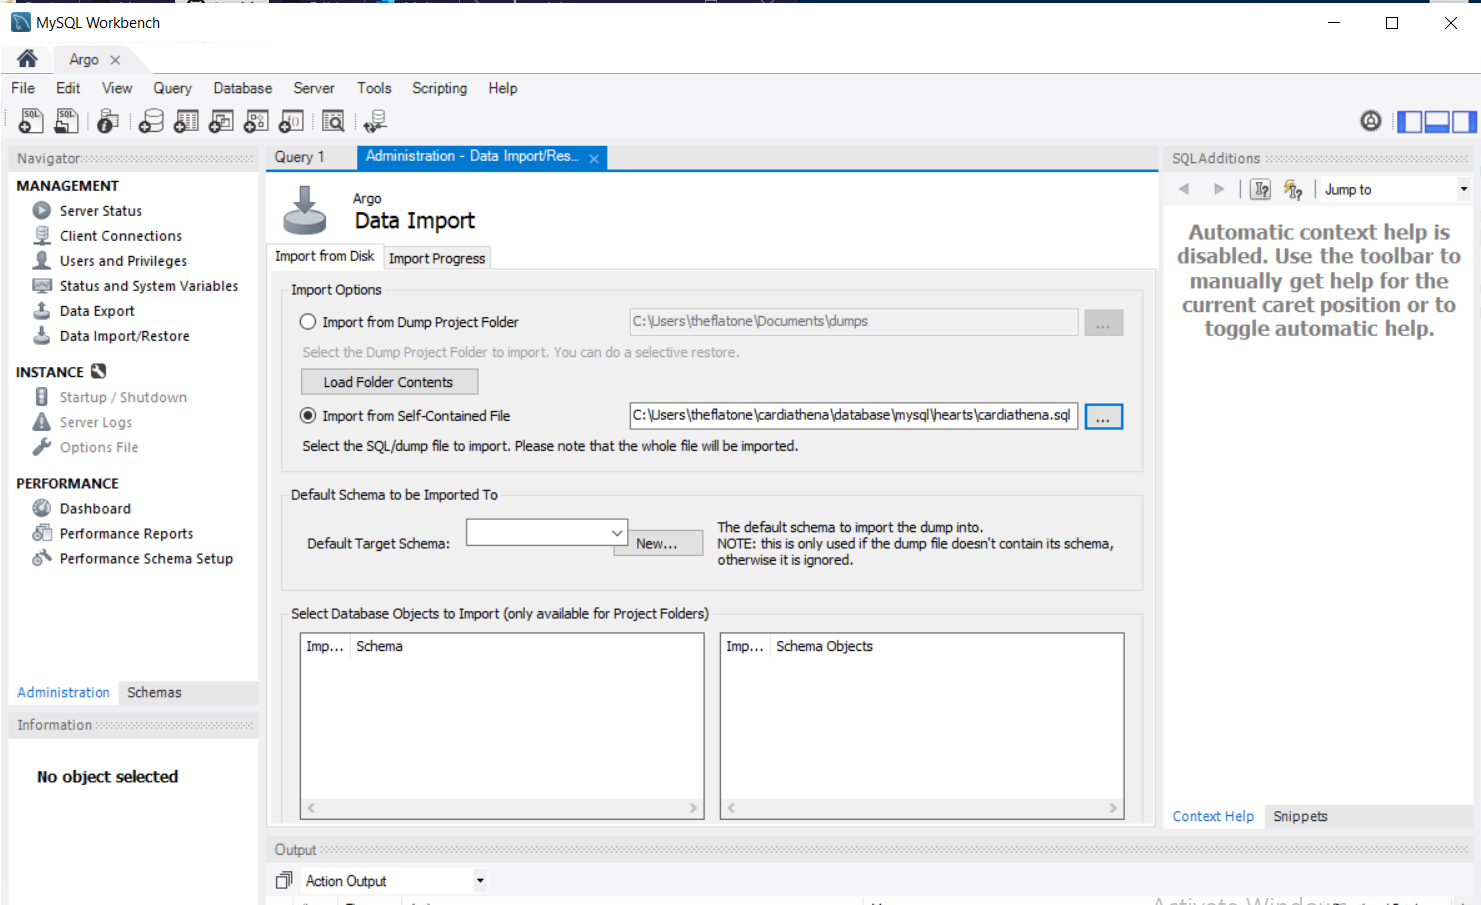 MySQL Workbench
Argo
File Edit View Query Database Server Tools Scripting Help
Navigator
MANAGEMENT
Server Status
Client Connections
Users and Privileges
Status and System Variables
Data Export
Data Import/Restore
INSTANCE
Startup / Shutdown
Server Logs
Options File
PERFORMANCE
Dashboard
Performance Reports
Performance Schema Setup
Administration Schemas
Information
No object selected
Query 1 Administration - Data Import/Res...
Argo
Data Import
Import from Disk Import Progress
Import Options
Import from Dump Project Folder C:\Users\theflatone\Documents\dumps ...
Select the Dump Project Folder to import. You can do a selective restore.
Load Folder Contents
Import from Self-Contained File C:\Users\theflatone\cardiathena\database\mysql\hearts\cardiathena.sql ...
Select the SQL/dump file to import. Please note that the whole file will be imported.
Default Schema to be Imported To
Default Target Schema: New...
The default schema to import the dump into.
NOTE: this is only used if the dump file doesn't contain its schema,
otherwise it is ignored.
Select Database Objects to Import (only available for Project Folders)
Imp... Schema
Imp... Schema Objects
Output
Action Output
SQLAdditions
Jump to
Automatic context help is
disabled. Use the toolbar to
manually get help for the
current caret position or to
toggle automatic help.
Context Help Snippets